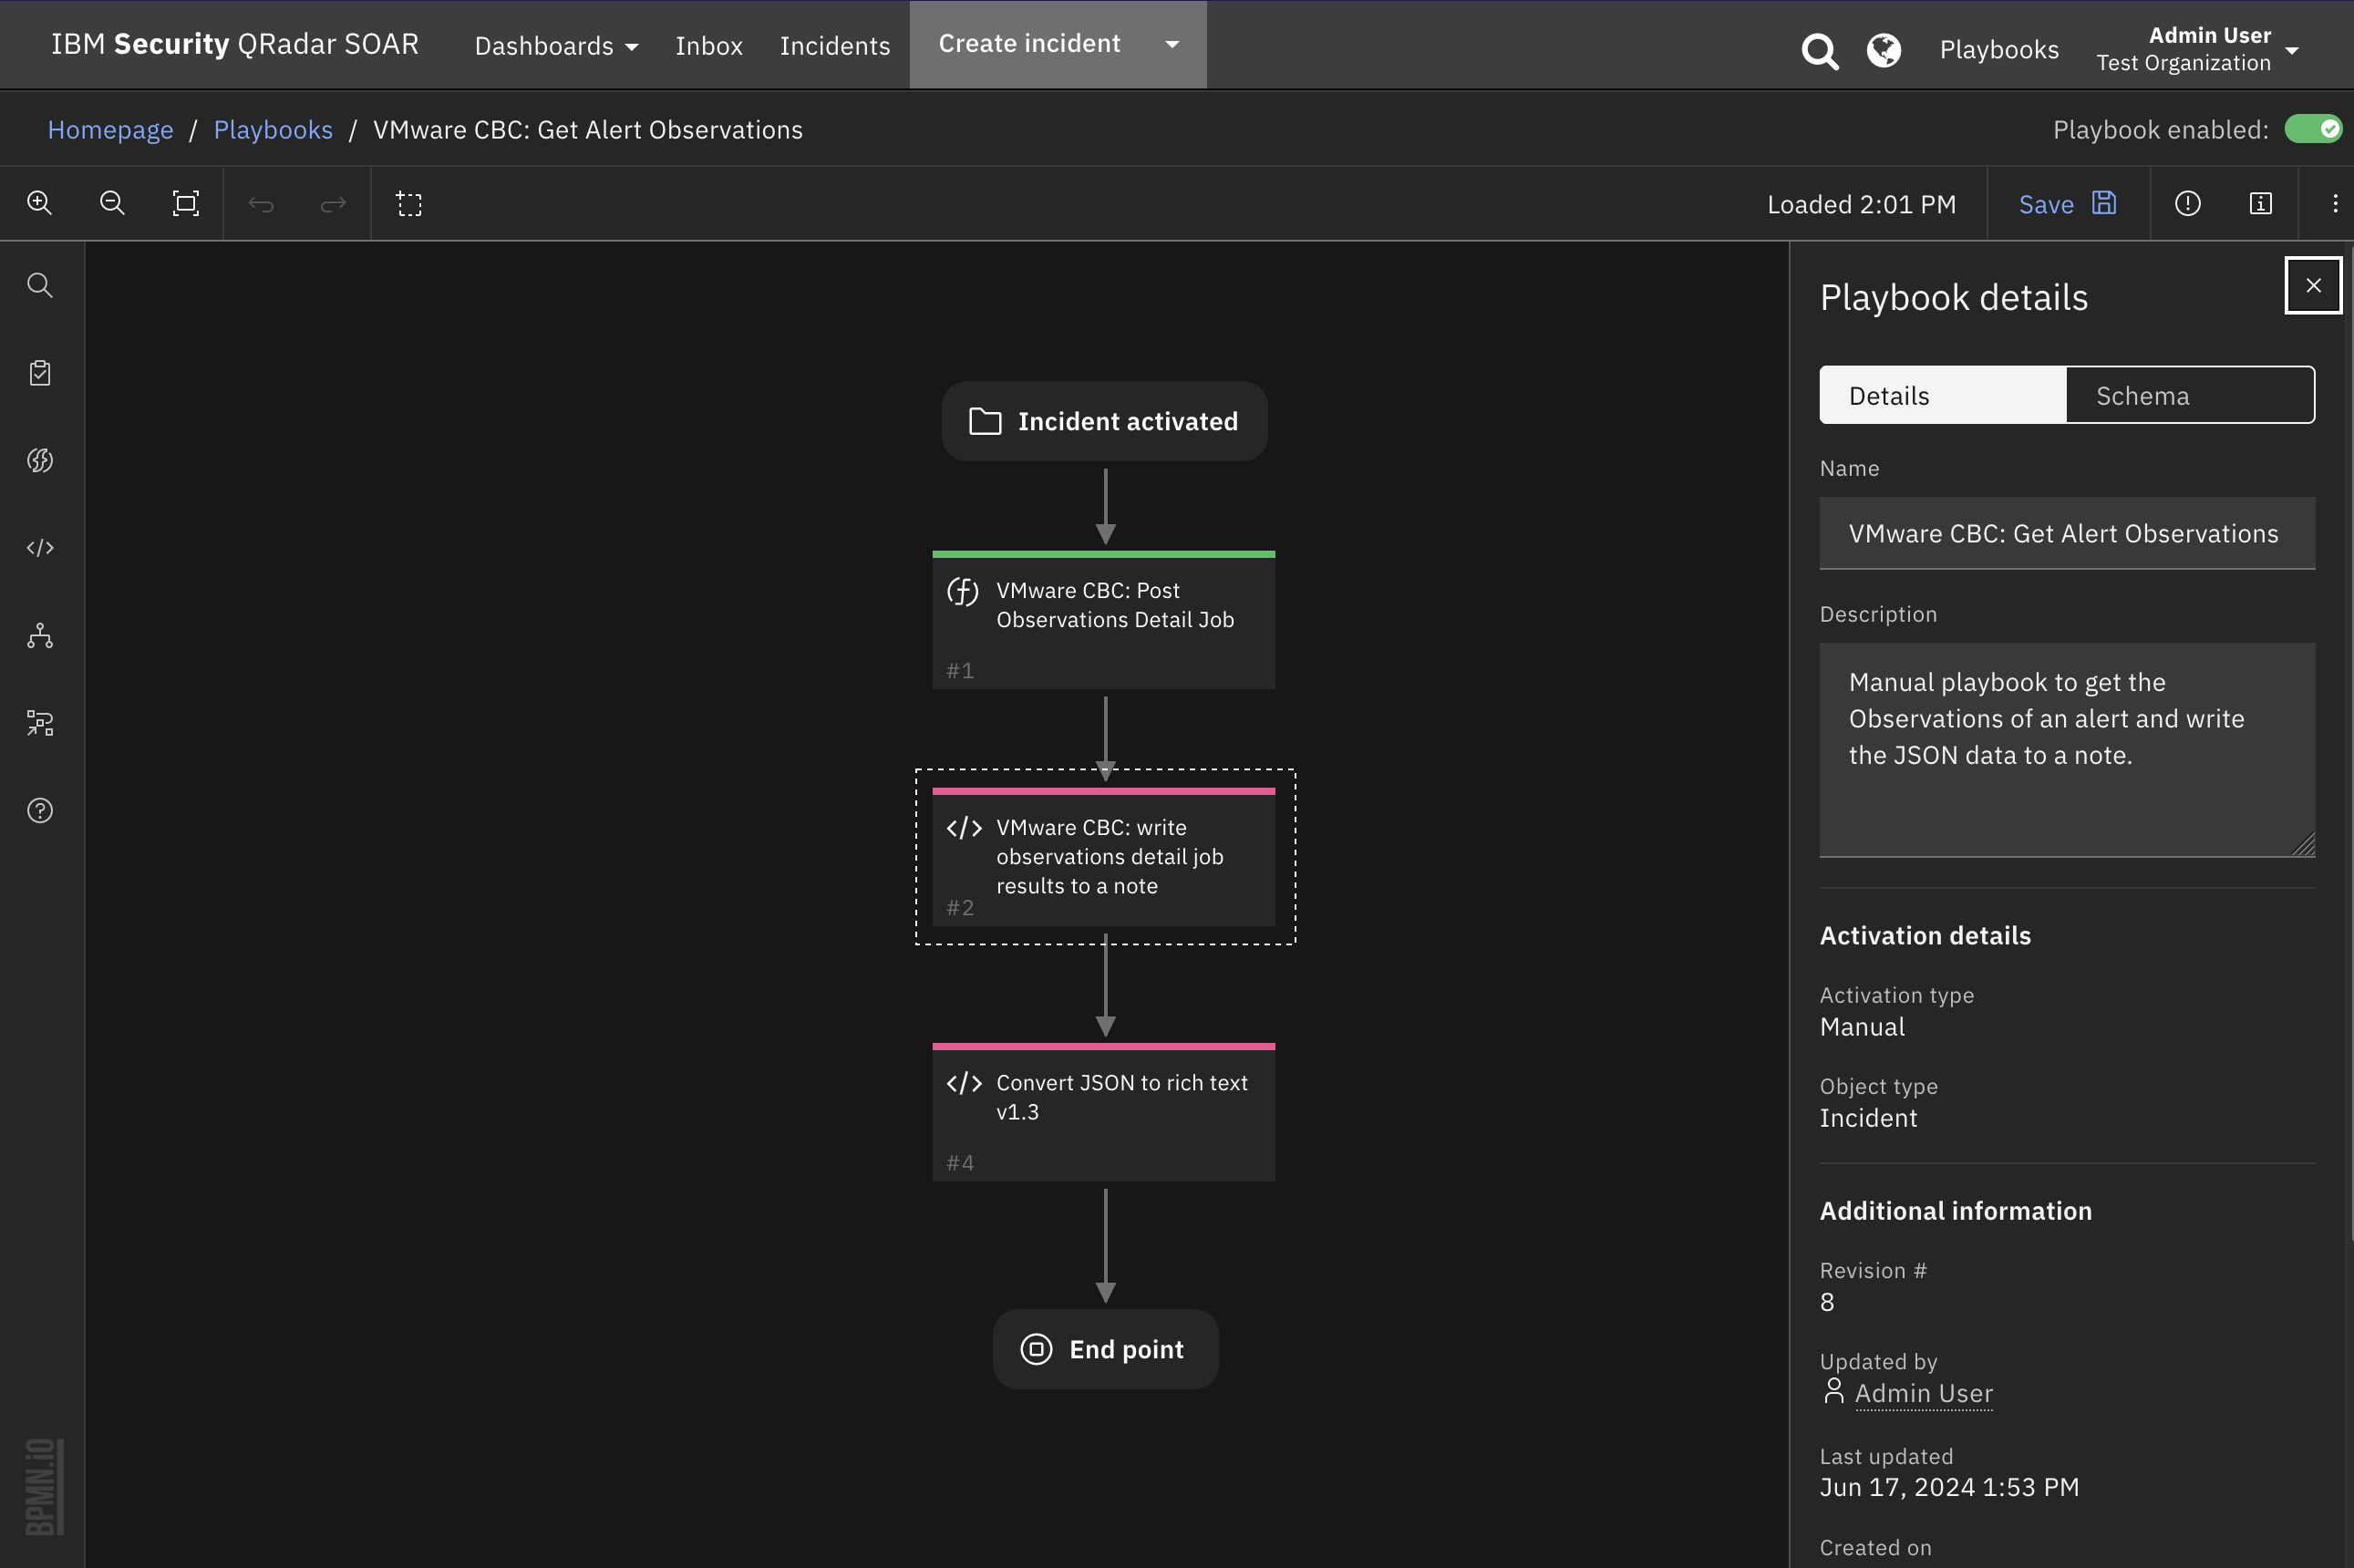 IBM Security QRadar SOAR
Dashboards
Inbox
Incidents
Create incident
Playbooks
Admin User
Test Organization
Homepage / Playbooks / VMware CBC: Get Alert Observations
Playbook enabled:
Loaded 2:01 PM
Save
Incident activated
VMware CBC: Post
Observations Detail Job
#1
VMware CBC: write
observations detail job
results to a note
#2
Convert JSON to rich text
v1.3
#4
End point
BPMN.iO
Playbook details
Details
Schema
Name
VMware CBC: Get Alert Observations
Description
Manual playbook to get the
Observations of an alert and write
the JSON data to a note.
Activation details
Activation type
Manual
Object type
Incident
Additional information
Revision #
8
Updated by
Admin User
Last updated
Jun 17, 2024 1:53 PM
Created on